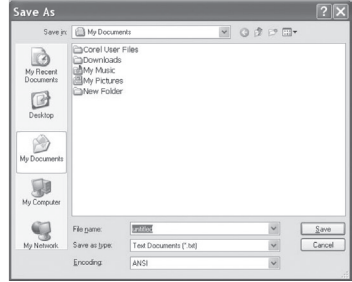 Save As
Save in: My Documents
Corel User Files
Downloads
My Music
My Pictures
New Folder
My Recent
Documents
Desktop
My Documents
My Computer
My Network
File name: untitled Save
Save as type: Text Documents (*.txt) Cancel
Encoding: ANSI